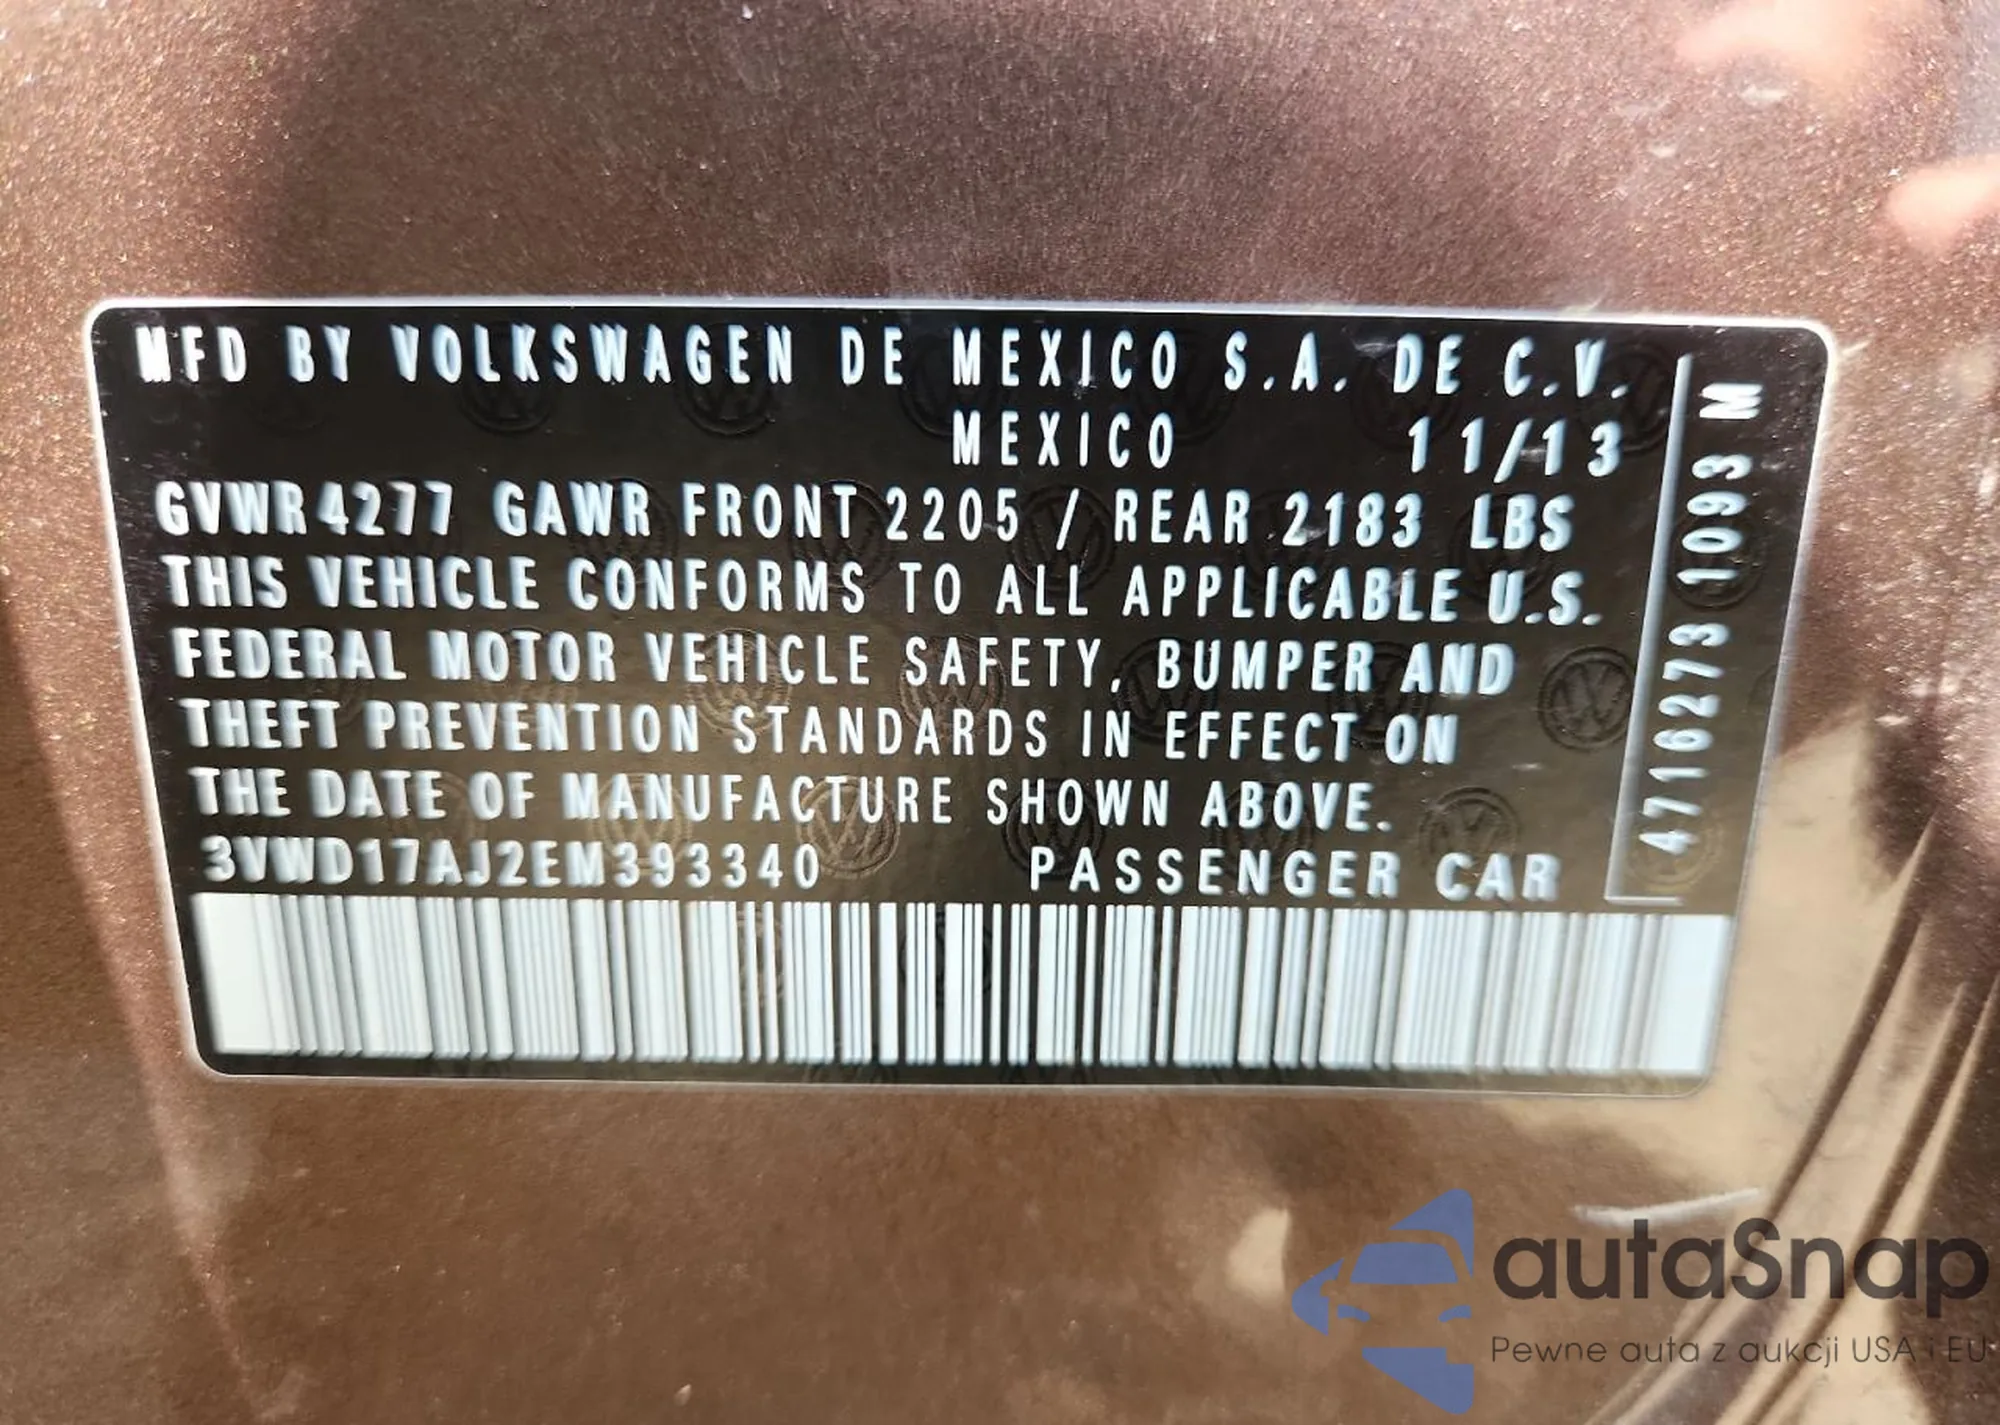 MFD BY VOLKSWAGEN DE MEXICO S.A. DE C.V.
MEXICO 11/13
GVWR 4277 GAWR FRONT 2205 / REAR 2183 LBS
THIS VEHICLE CONFORMS TO ALL APPLICABLE U.S.
FEDERAL MOTOR VEHICLE SAFETY, BUMPER AND
THEFT PREVENTION STANDARDS IN EFFECT ON
THE DATE OF MANUFACTURE SHOWN ABOVE.
3VWD17AJ2EM393340 PASSENGER CAR
4716273 1093 M
autaSnap
Pewne auta z aukcji USA i EU